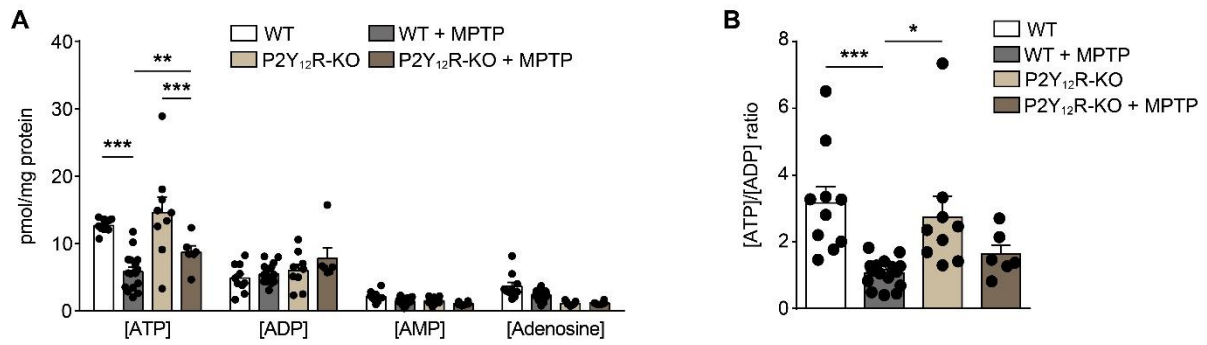 A
WT
WT + MPTP
P2Y₁₂R-KO
P2Y₁₂R-KO + MPTP
pmol/mg protein
40
30
20
10
0
***
**
***
[ATP]
[ADP]
[AMP]
[Adenosine]
B
WT
WT + MPTP
P2Y₁₂R-KO
P2Y₁₂R-KO + MPTP
[ATP]/[ADP] ratio
8
6
4
2
0
***
*